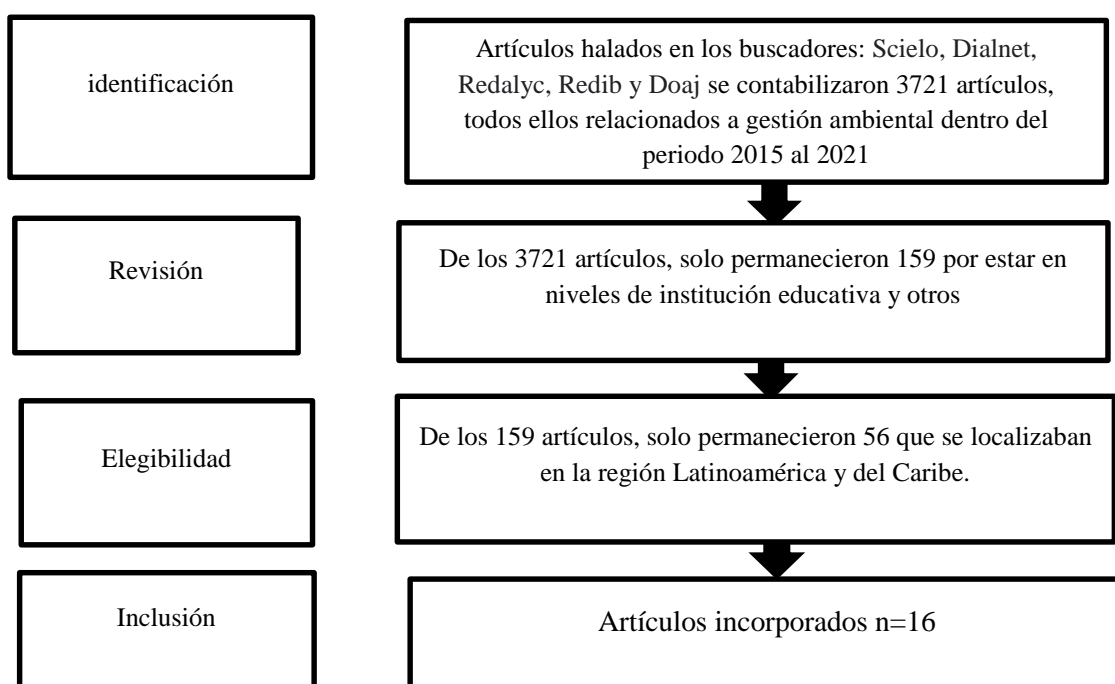 identificación
Artículos halados en los buscadores: Scielo, Dialnet,
Redalyc, Redib y Doaj se contabilizaron 3721 artículos,
todos ellos relacionados a gestión ambiental dentro del
periodo 2015 al 2021
Revisión
De los 3721 artículos, solo permanecieron 159 por estar en
niveles de institución educativa y otros
Elegibilidad
De los 159 artículos, solo permanecieron 56 que se localizaban
en la región Latinoamérica y del Caribe.
Inclusión
Artículos incorporados n=16